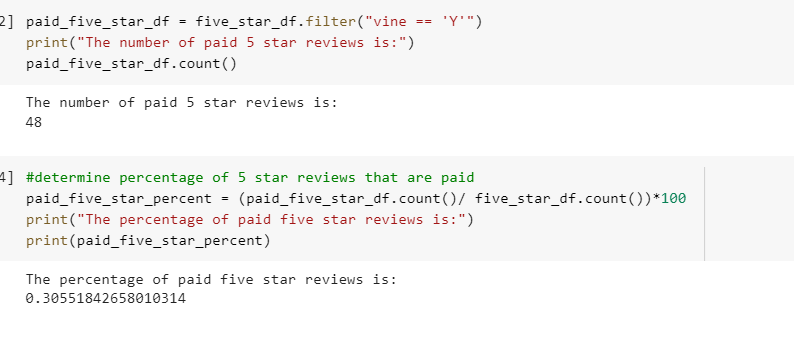 2] paid_five_star_df = five_star_df.filter("vine == 'Y'")
print("The number of paid 5 star reviews is:")
paid_five_star_df.count()
The number of paid 5 star reviews is:
48
4] #determine percentage of 5 star reviews that are paid
paid_five_star_percent = (paid_five_star_df.count()/ five_star_df.count())*100
print("The percentage of paid five star reviews is:")
print(paid_five_star_percent)
The percentage of paid five star reviews is:
0.30551842658010314